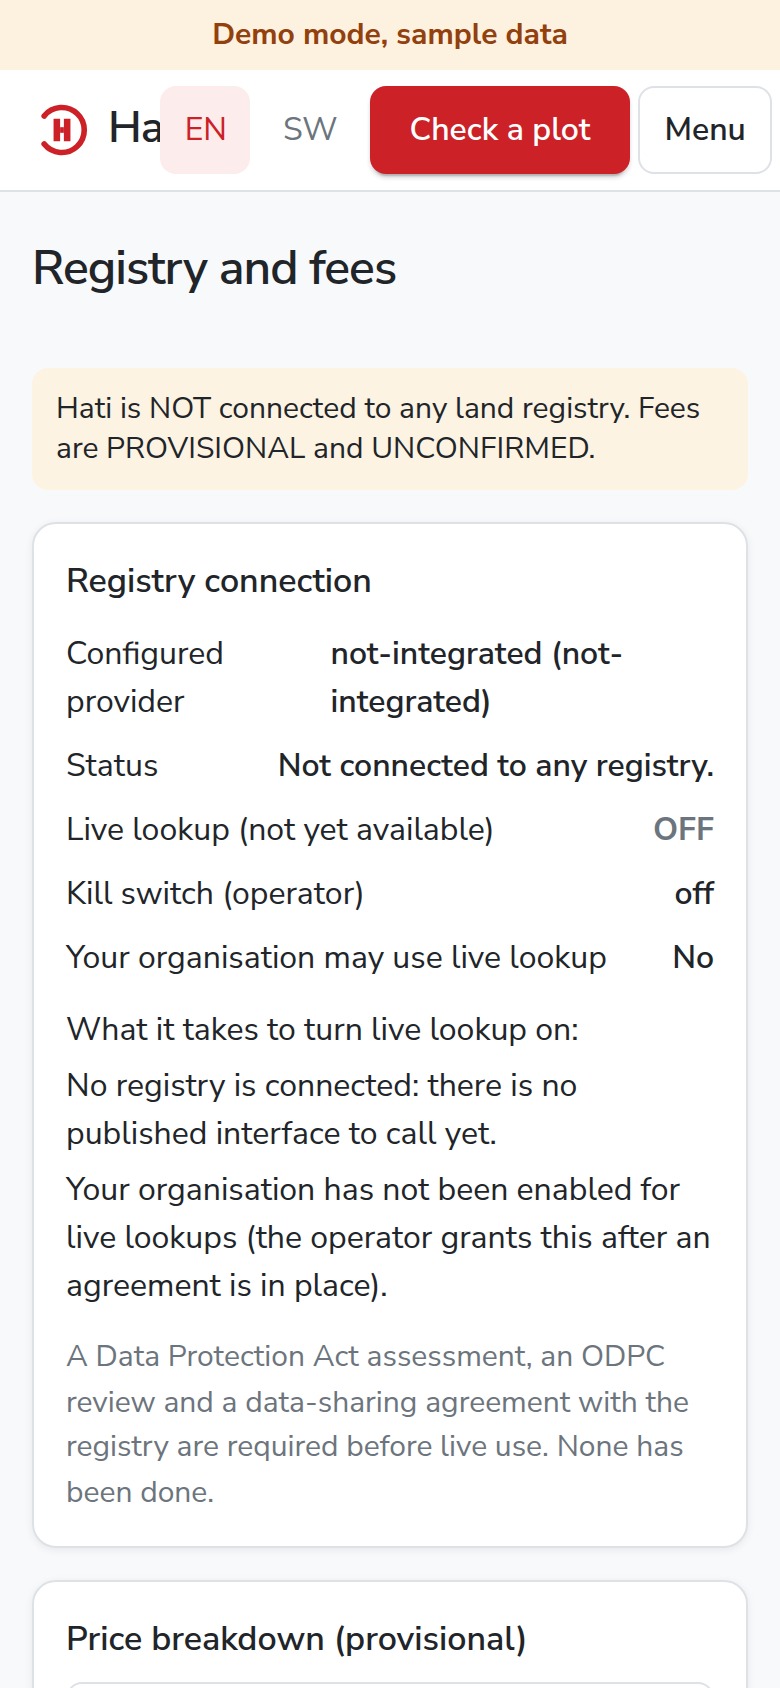 Demo mode, sample data
Ha EN SW Check a plot Menu
Registry and fees
Hati is NOT connected to any land registry. Fees
are PROVISIONAL and UNCONFIRMED.
Registry connection
Configured provider not-integrated (not-integrated)
Status Not connected to any registry.
Live lookup (not yet available) OFF
Kill switch (operator) off
Your organisation may use live lookup No
What it takes to turn live lookup on:
No registry is connected: there is no
published interface to call yet.
Your organisation has not been enabled for
live lookups (the operator grants this after an
agreement is in place).
A Data Protection Act assessment, an ODPC
review and a data-sharing agreement with the
registry are required before live use. None has
been done.
Price breakdown (provisional)